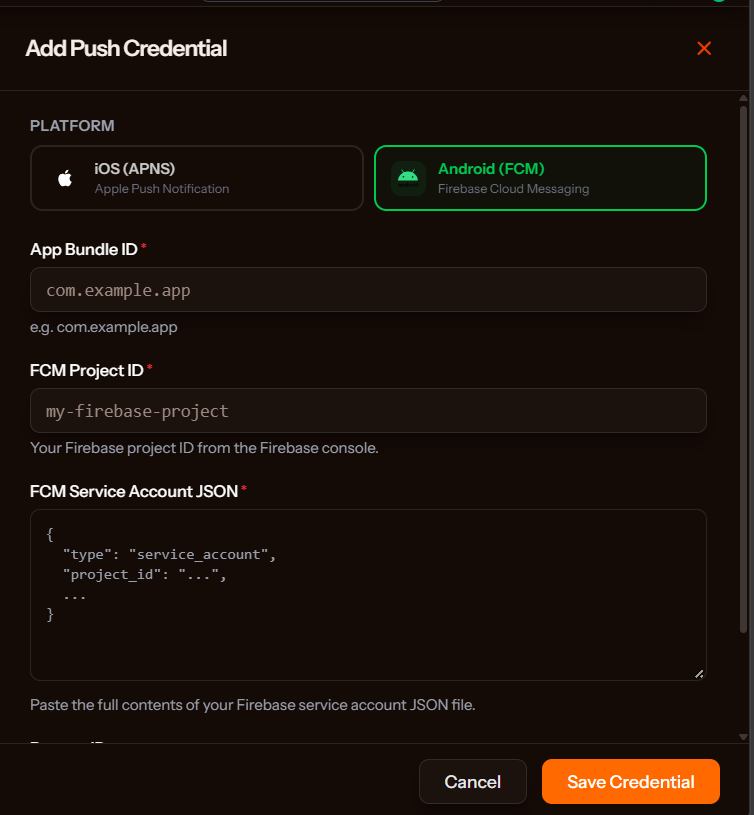 Add Push Credential
PLATFORM
iOS (APNS)
Apple Push Notification
Android (FCM)
Firebase Cloud Messaging
App Bundle ID *
com.example.app
e.g. com.example.app
FCM Project ID *
my-firebase-project
Your Firebase project ID from the Firebase console.
FCM Service Account JSON *
{
"type": "service_account",
"project_id": "...",
...
}
Paste the full contents of your Firebase service account JSON file.
Cancel
Save Credential